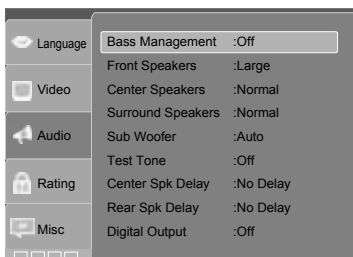 Language
Video
Audio
Rating
Misc
Bass Management :Off
Front Speakers :Large
Center Speakers :Normal
Surround Speakers :Normal
Sub Woofer :Auto
Test Tone :Off
Center Spk Delay :No Delay
Rear Spk Delay :No Delay
Digital Output :Off